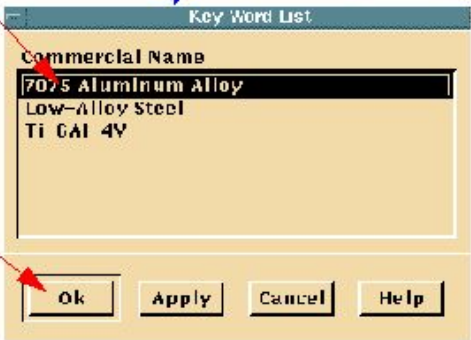 Key Word List
Commercial Name
7075 Aluminum Alloy
Low-Alloy Steel
Ti 6Al 4V
Ok Apply Cancel Help